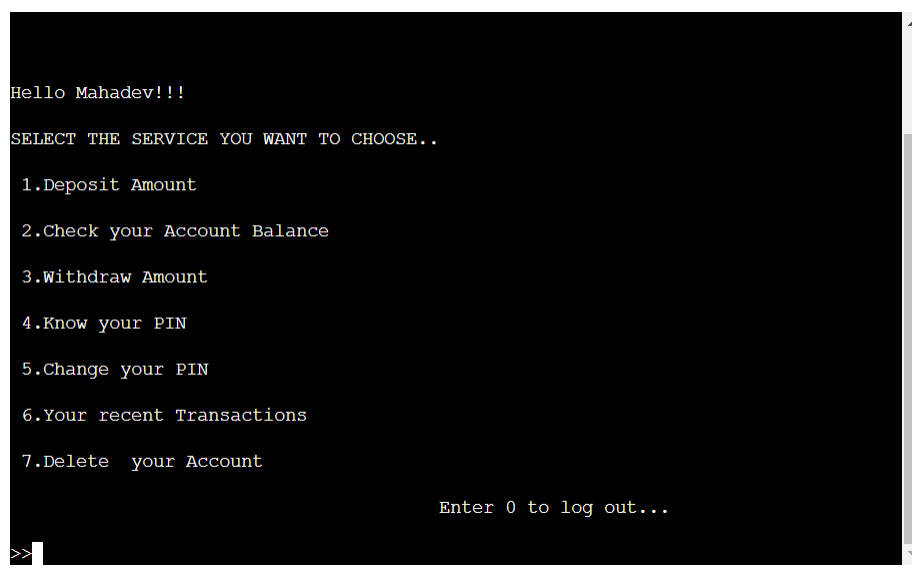 Hello Mahadev!!!
SELECT THE SERVICE YOU WANT TO CHOOSE..
1.Deposit Amount
2.Check your Account Balance
3.Withdraw Amount
4.Know your PIN
5.Change your PIN
6.Your recent Transactions
7.Delete  your Account
Enter 0 to log out...
>>